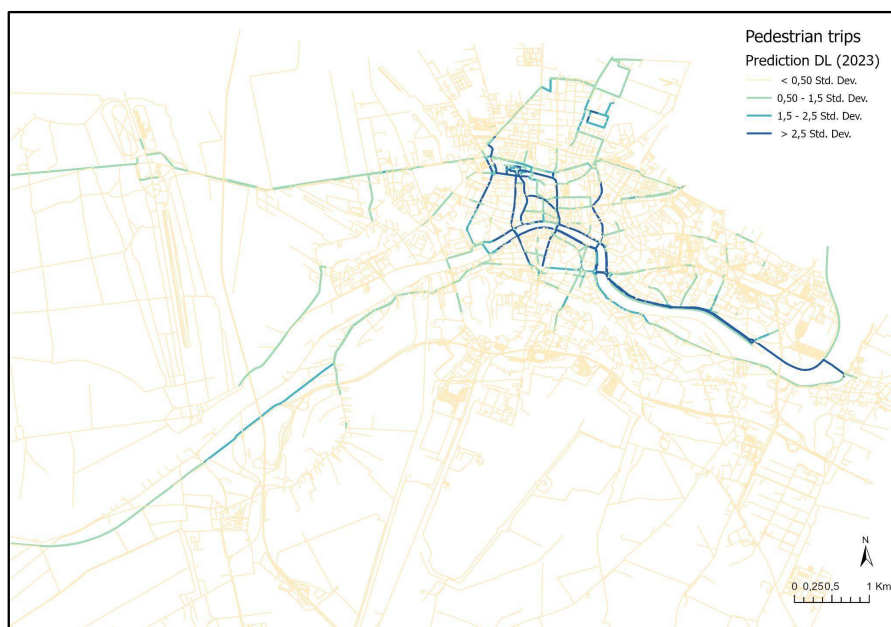 Pedestrian trips
Prediction DL (2023)
< 0,50 Std. Dev.
0,50 - 1,5 Std. Dev.
1,5 - 2,5 Std. Dev.
> 2,5 Std. Dev.
N
0 0,250,5 1 Km